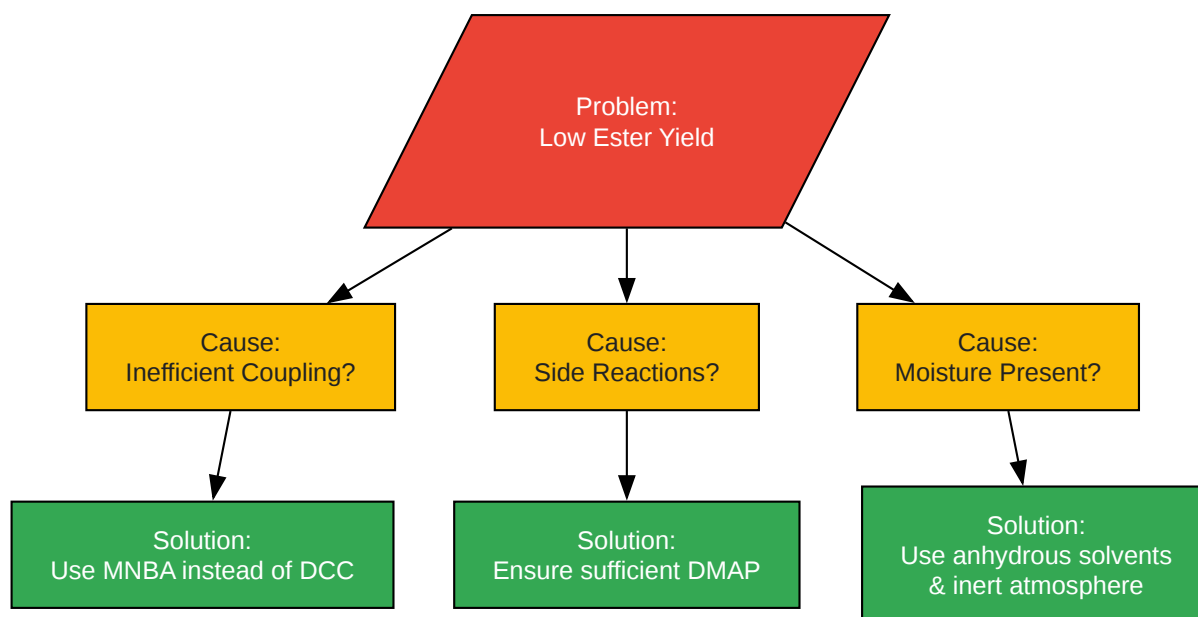 Problem:
Low Ester Yield
Cause:
Inefficient Coupling?
Cause:
Side Reactions?
Cause:
Moisture Present?
Solution:
Use MNBA instead of DCC
Solution:
Ensure sufficient DMAP
Solution:
Use anhydrous solvents
& inert atmosphere